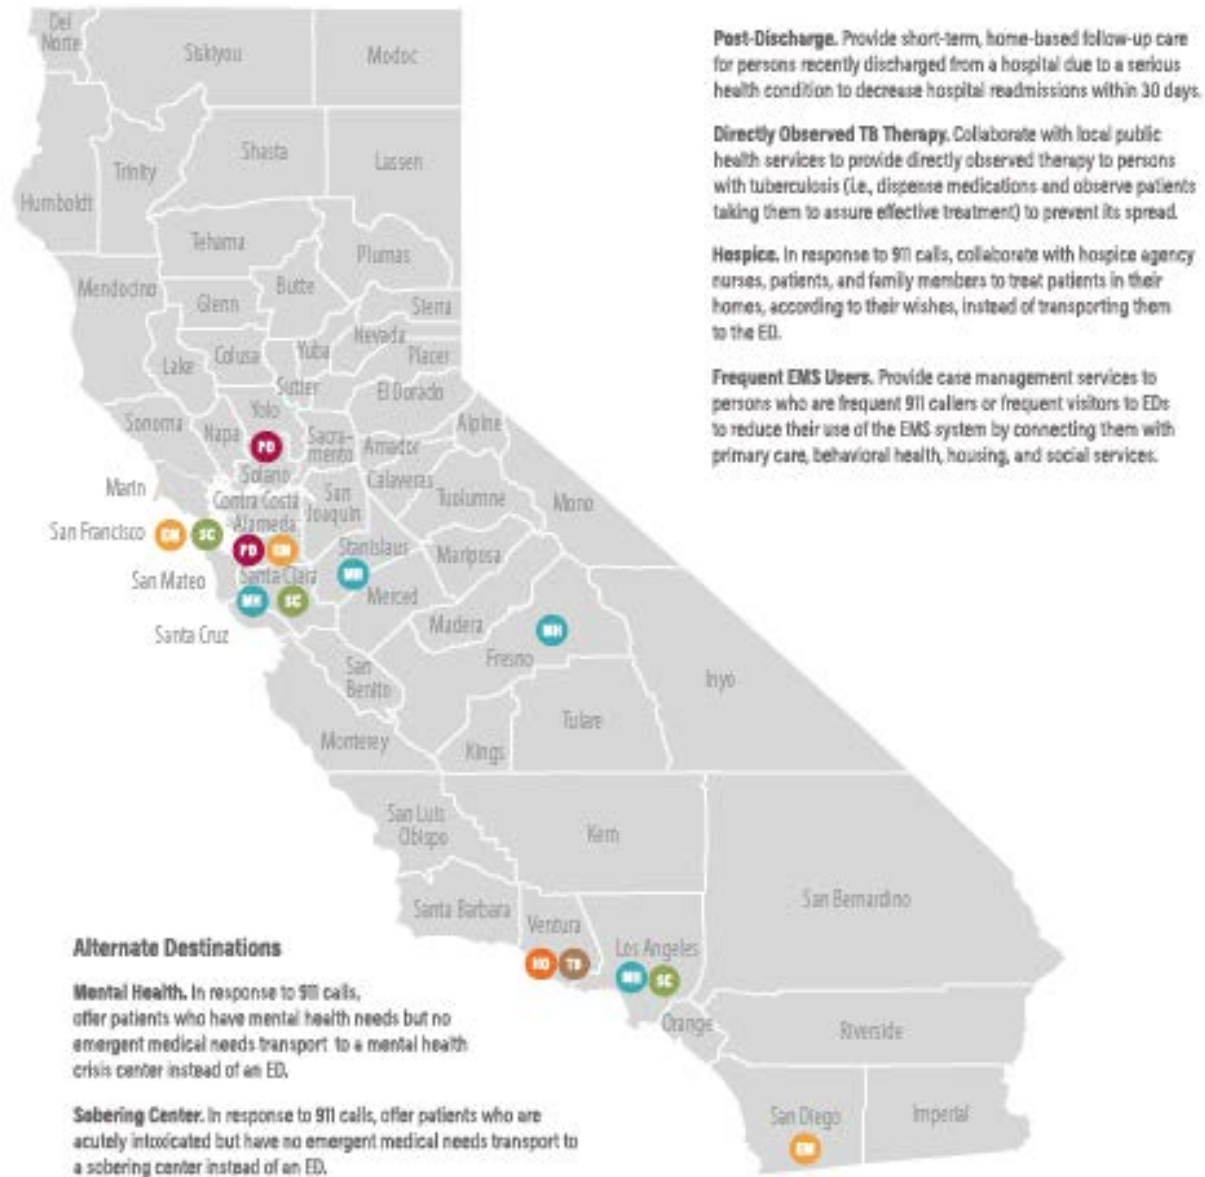 Del
Norte
Siskiyou
Modoc
Humboldt
Trinity
Shasta
Lassen
Mendocino
Tehama
Plumas
Glenn
Butte
Sierra
Lake
Colusa
Yuba
Nevada
Placer
Sutter
El Dorado
Sonoma
Napa
Yolo
PD
Sacra-
mento
Amador
Alpine
Solano
Calaveras
Marin
Contra Costa
San
Joaquin
Tuolumne
Mono
San Francisco
SC
Alameda
PD
Stanislaus
MH
Mariposa
San Mateo
Santa Clara
MH
SC
Merced
Santa Cruz
Madera
MH
Fresno
San
Benito
Inyo
Monterey
Kings
Tulare
San Luis
Obispo
Kern
Santa Barbara
Ventura
HO
TB
Los Angeles
MH
SC
San Bernardino
Orange
Riverside
San Diego
Imperial
Post-Discharge. Provide short-term, home-based follow-up care
for persons recently discharged from a hospital due to a serious
health condition to decrease hospital readmissions within 30 days.
Directly Observed TB Therapy. Collaborate with local public
health services to provide directly observed therapy to persons
with tuberculosis (i.e., dispense medications and observe patients
taking them to assure effective treatment) to prevent its spread.
Hospice. In response to 911 calls, collaborate with hospice agency
nurses, patients, and family members to treat patients in their
homes, according to their wishes, instead of transporting them
to the ED.
Frequent EMS Users. Provide case management services to
persons who are frequent 911 callers or frequent visitors to EDs
to reduce their use of the EMS system by connecting them with
primary care, behavioral health, housing, and social services.
Alternate Destinations
Mental Health. In response to 911 calls,
offer patients who have mental health needs but no
emergent medical needs transport to a mental health
crisis center instead of an ED.
Sobering Center. In response to 911 calls, offer patients who are
acutely intoxicated but have no emergent medical needs transport to
a sobering center instead of an ED.